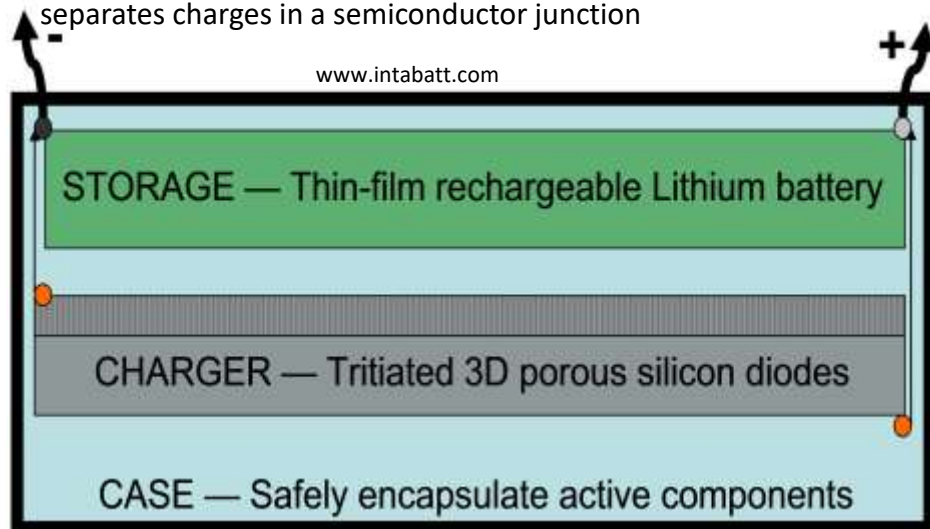 separates charges in a semiconductor junction
-
+
www.intabatt.com
STORAGE — Thin-film rechargeable Lithium battery
CHARGER — Tritiated 3D porous silicon diodes
CASE — Safely encapsulate active components